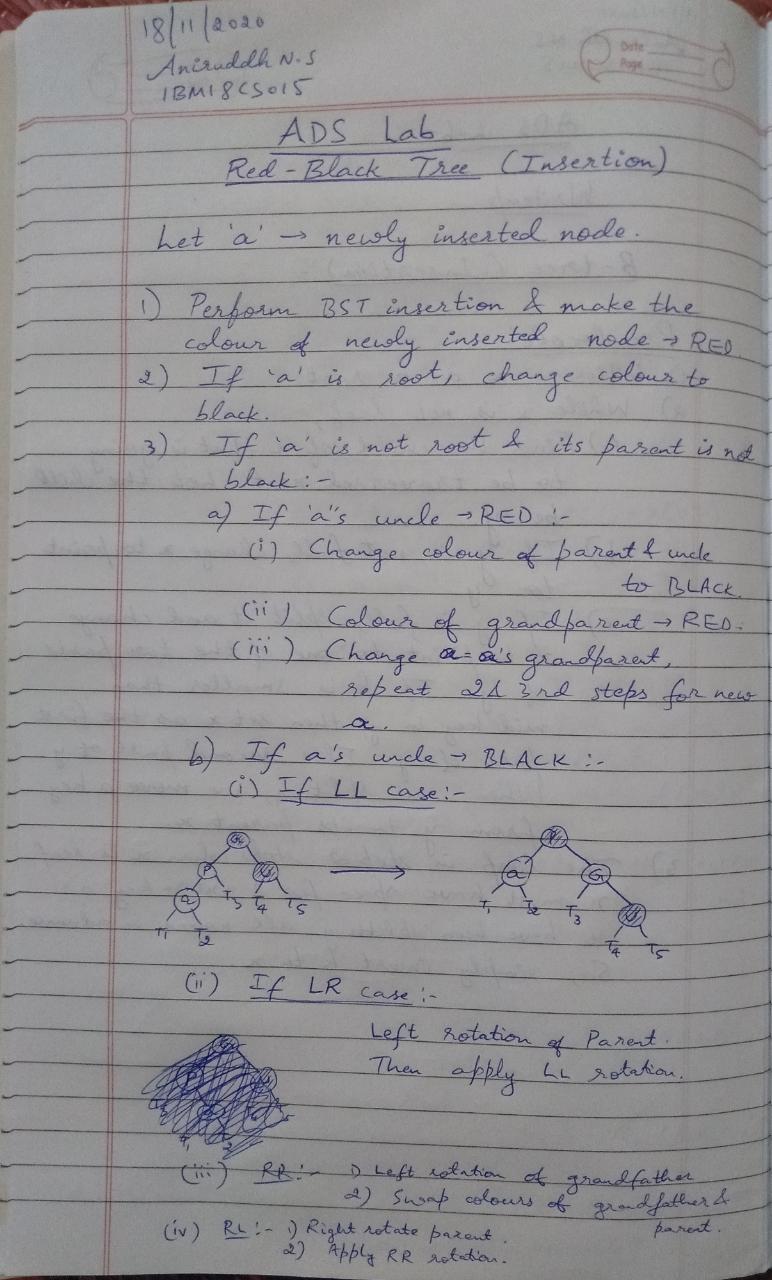 18/11/2020
Aniruddh N.S
1BM18CS015
Date
Page
ADS Lab
Red-Black Tree (Insertion)
Let 'a' → newly inserted node.
1) Perform BST insertion & make the
colour of newly inserted node → RED
2) If 'a' is root, change colour to
black.
3) If 'a' is not root & its parent is not
black :-
a) If 'a's uncle → RED :-
(i) Change colour of parent & uncle
to BLACK.
(ii) Colour of grandparent → RED.
(iii) Change a = a's grandparent,
repeat 2 & 3rd steps for new
a.
b) If a's uncle → BLACK :-
(i) If LL case :-
G P
P U a G
a T3 T4 T5 T1 T2 T3 U
T1 T2 T4 T5
(ii) If LR case :-
Left rotation of Parent.
Then apply LL rotation.
(iii) RR :- 1) Left rotation of grandfather
2) Swap colours of grandfather &
parent.
(iv) RL :- 1) Right rotate parent.
2) Apply RR rotation.